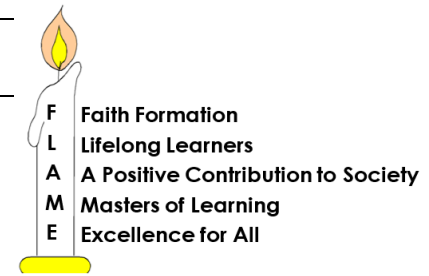 F Faith Formation
L Lifelong Learners
A A Positive Contribution to Society
M Masters of Learning
E Excellence for All